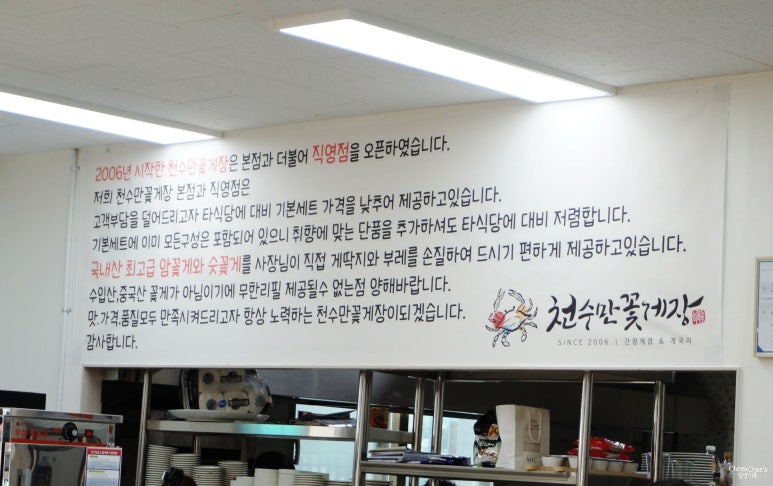 2006년 시작한 천수만꽃게장은 본점과 더불어 직영점을 오픈하였습니다.
저희 천수만꽃게장 본점과 직영점은
고객부담을 덜어드리고자 타식당에 대비 기본세트 가격을 낮추어 제공하고있습니다.
기본세트에 이미 모든구성은 포함되어 있으니 취향에 맞는 단품을 추가하셔도 타식당에 대비 저렴합니다.
국내산 최고급 암꽃게와 숫꽃게를 사장님이 직접 게딱지와 부레를 손질하여 드시기 편하게 제공하고있습니다.
수입산,중국산 꽃게가 아닌이기에 무한리필 제공될수 없는점 양해바랍니다.
맛.가격.품질모두 만족시켜드리고자 항상 노력하는 천수만꽃게장이되겠습니다.
감사합니다.
천수만꽃게장
SINCE 2006 | 간장게장 & 게국지